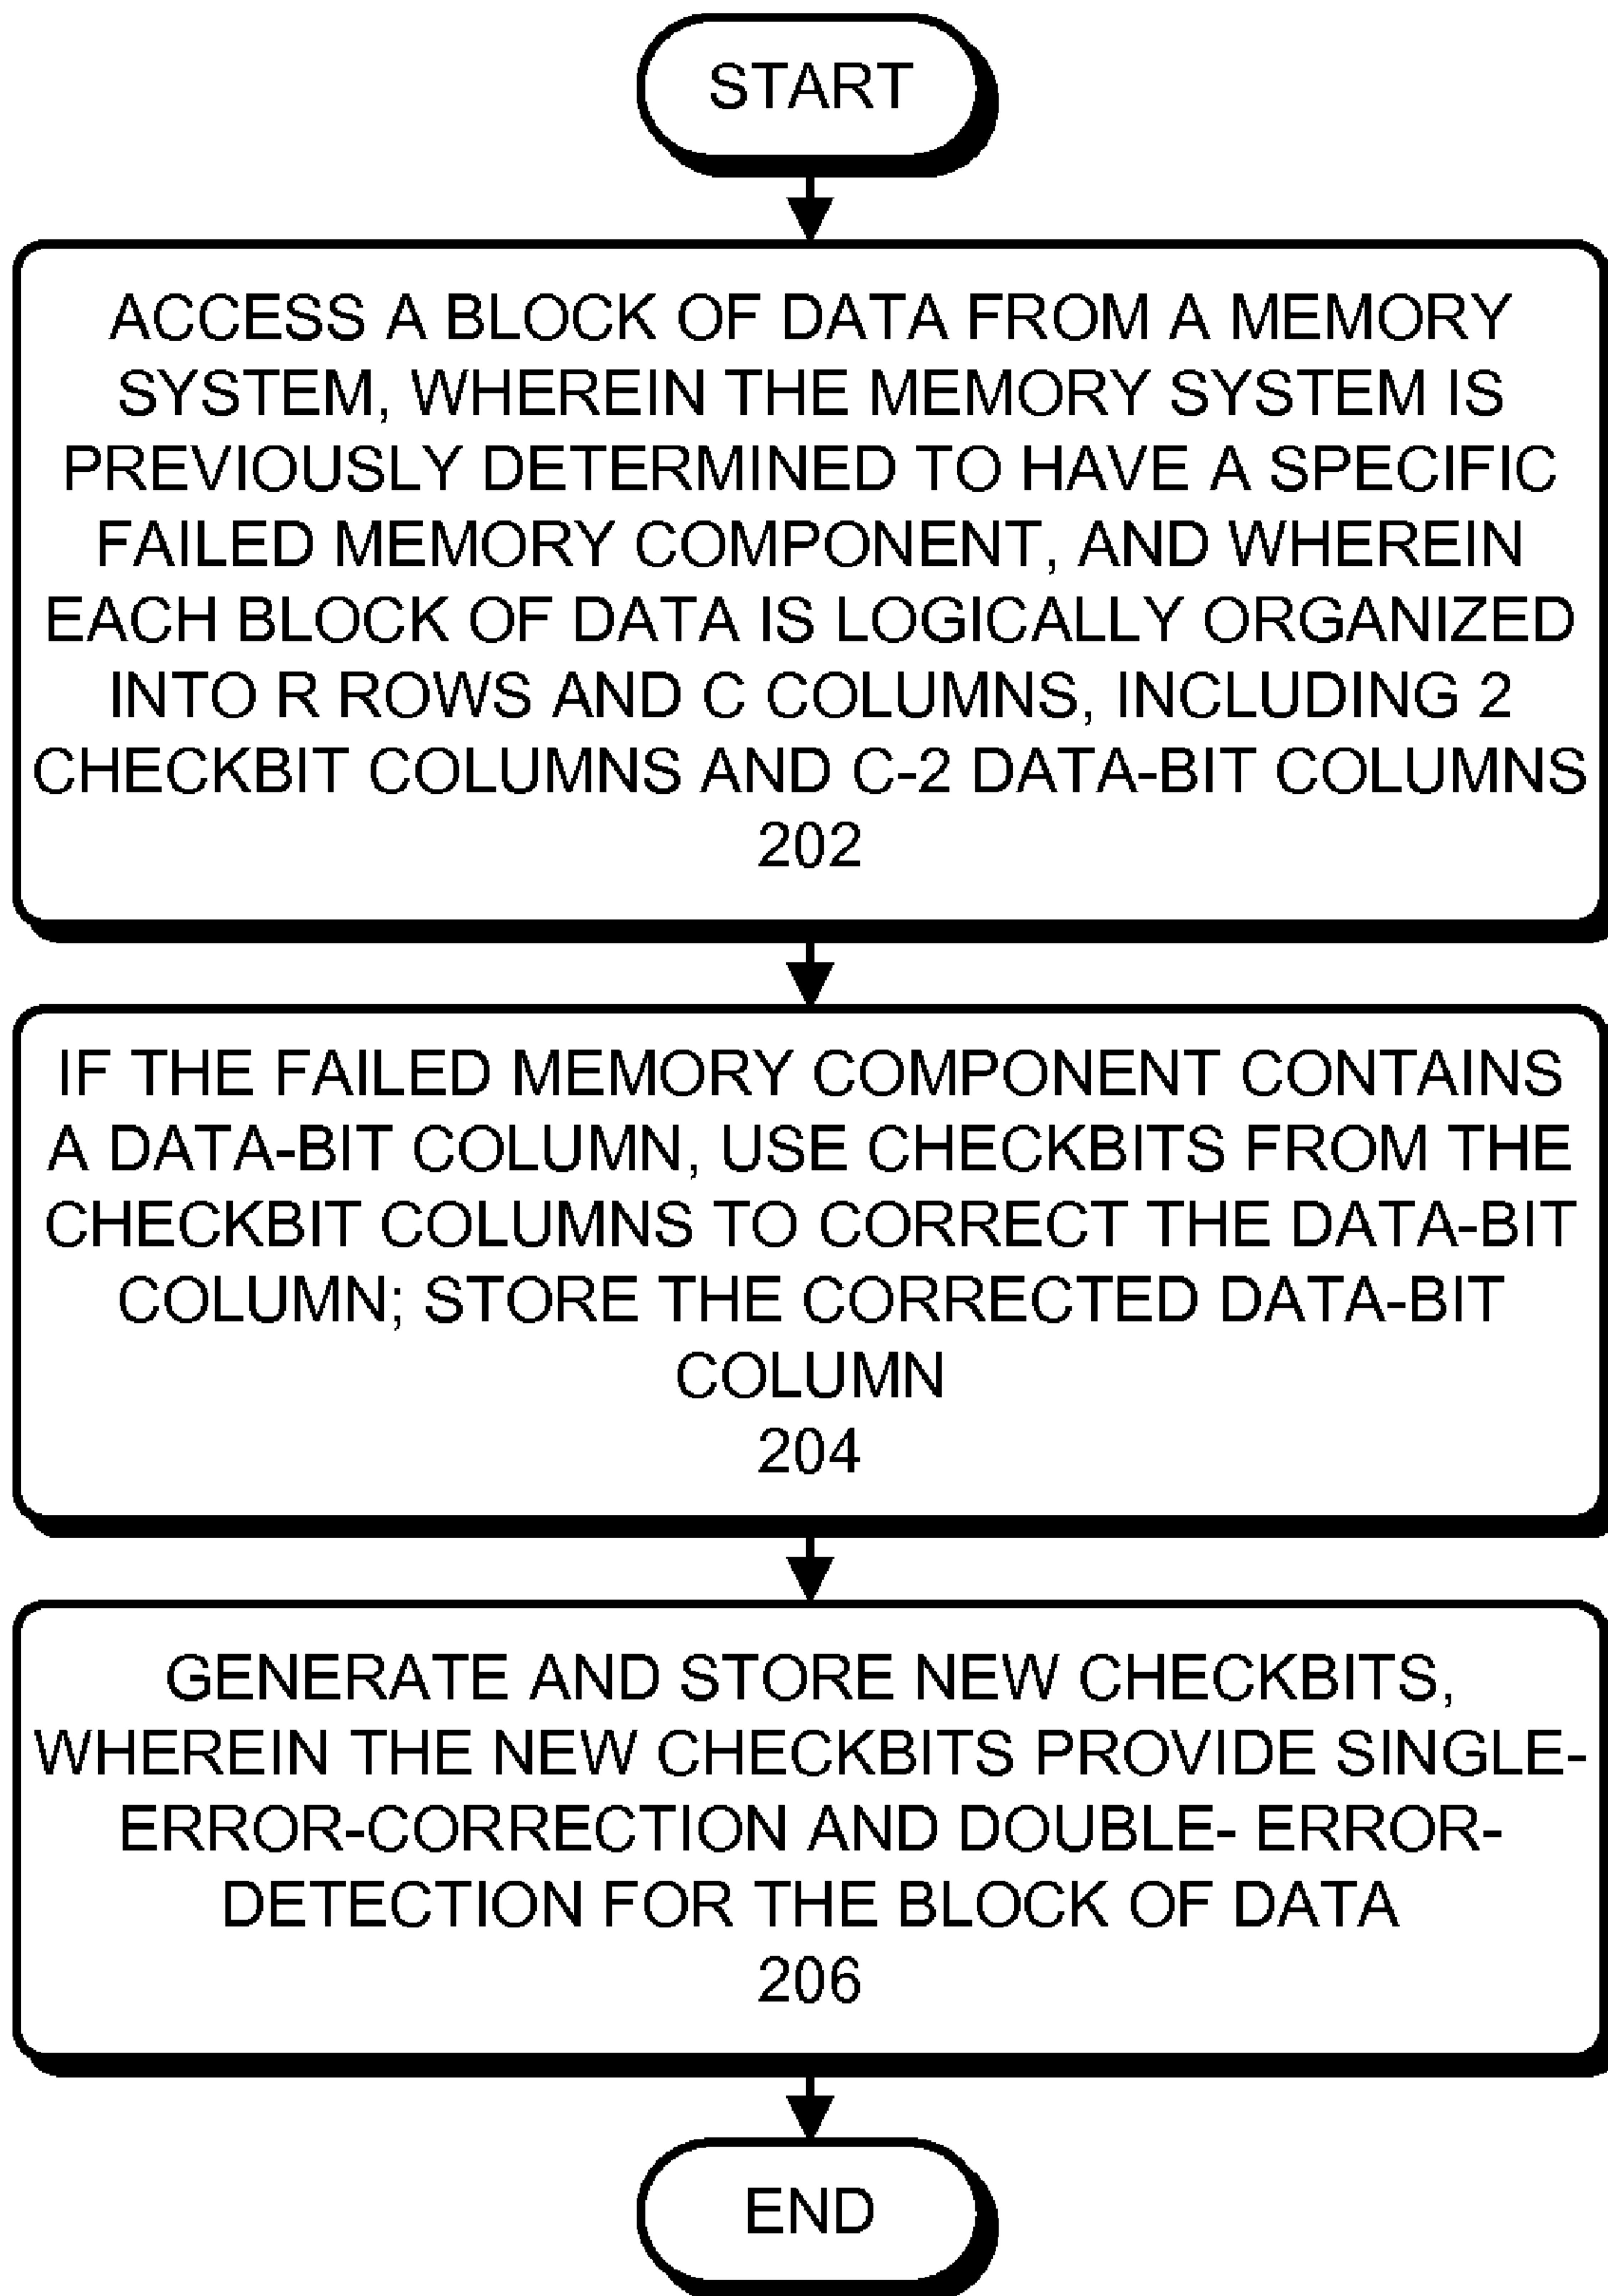 START
ACCESS A BLOCK OF DATA FROM A MEMORY
SYSTEM, WHEREIN THE MEMORY SYSTEM IS
PREVIOUSLY DETERMINED TO HAVE A SPECIFIC
FAILED MEMORY COMPONENT, AND WHEREIN
EACH BLOCK OF DATA IS LOGICALLY ORGANIZED
INTO R ROWS AND C COLUMNS, INCLUDING 2
CHECKBIT COLUMNS AND C-2 DATA-BIT COLUMNS
202
IF THE FAILED MEMORY COMPONENT CONTAINS
A DATA-BIT COLUMN, USE CHECKBITS FROM THE
CHECKBIT COLUMNS TO CORRECT THE DATA-BIT
COLUMN; STORE THE CORRECTED DATA-BIT
COLUMN
204
GENERATE AND STORE NEW CHECKBITS,
WHEREIN THE NEW CHECKBITS PROVIDE SINGLE-
ERROR-CORRECTION AND DOUBLE- ERROR-
DETECTION FOR THE BLOCK OF DATA
206
END